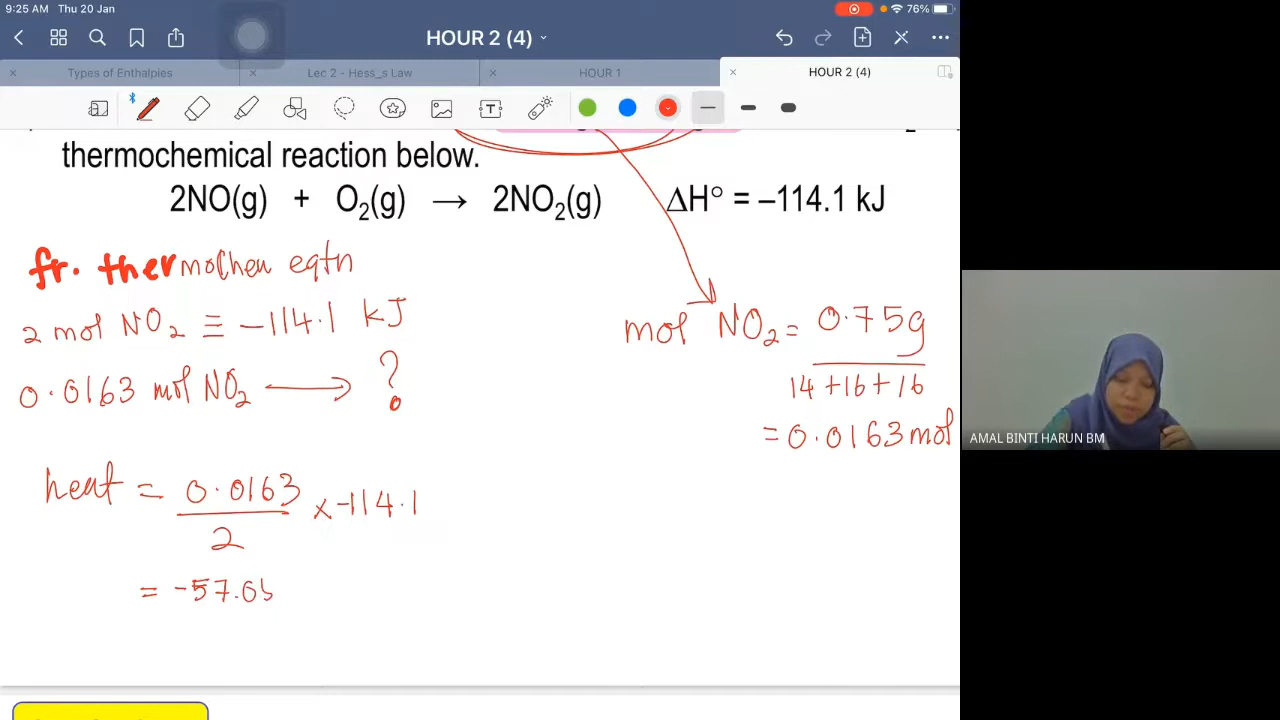 9:25 AM Thu 20 Jan
76%
HOUR 2 (4)
Types of Enthalpies
Lec 2 - Hess_s Law
HOUR 1
HOUR 2 (4)
thermochemical reaction below.
2NO(g) + O₂(g) → 2NO₂(g) ΔH° = –114.1 kJ
fr. thermochem eqtn
2 mol NO₂ ≡ -114.1 kJ
0.0163 mol NO₂ → ?
mol NO₂ = 0.75g
14+16+16
= 0.0163 mol
heat = 0.0163
2
x -114.1
= -57.05
AMAL BINTI HARUN BM